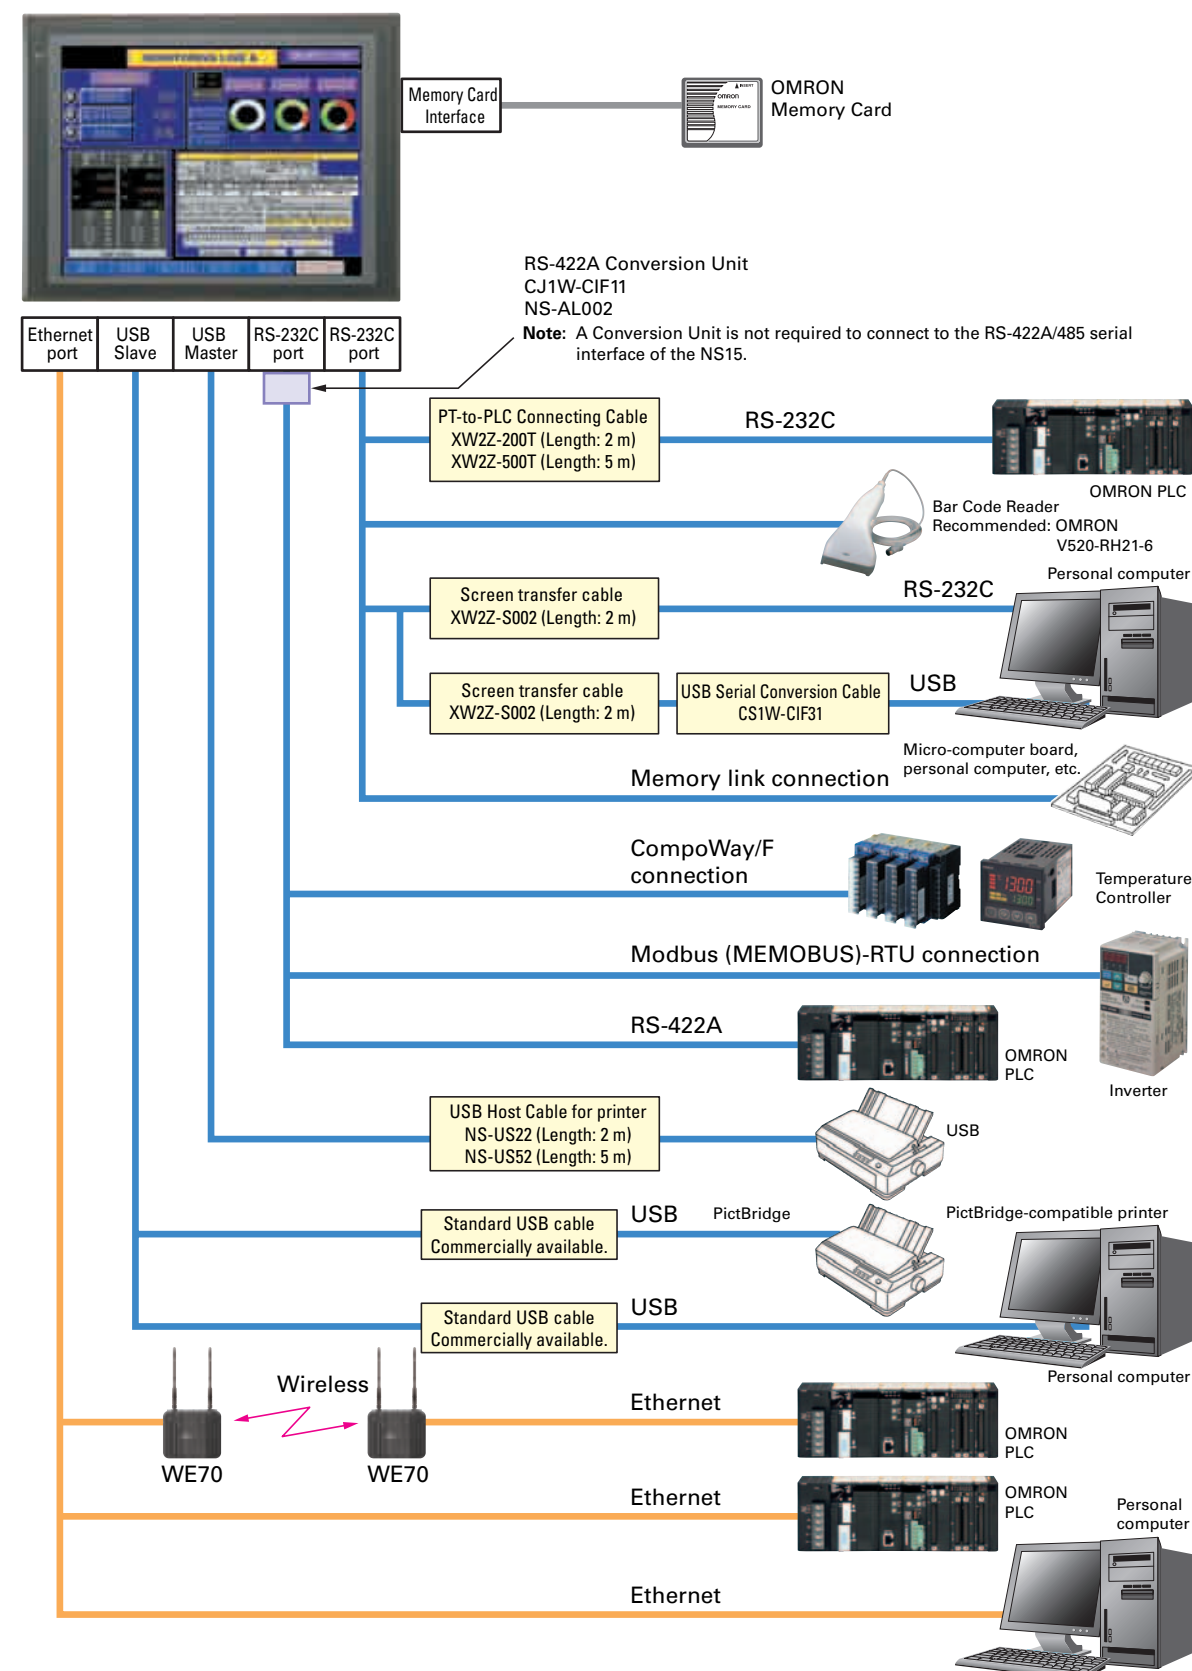 Memory Card
Interface
INSERT
OMRON
MEMORY CARD
OMRON
Memory Card
RS-422A Conversion Unit
CJ1W-CIF11
NS-AL002
Note: A Conversion Unit is not required to connect to the RS-422A/485 serial
interface of the NS15.
Ethernet
port
USB
Slave
USB
Master
RS-232C
port
RS-232C
port
PT-to-PLC Connecting Cable
XW2Z-200T (Length: 2 m)
XW2Z-500T (Length: 5 m)
RS-232C
OMRON PLC
Bar Code Reader
Recommended: OMRON
V520-RH21-6
Personal computer
Screen transfer cable
XW2Z-S002 (Length: 2 m)
RS-232C
Screen transfer cable
XW2Z-S002 (Length: 2 m)
USB Serial Conversion Cable
CS1W-CIF31
USB
Memory link connection
Micro-computer board,
personal computer, etc.
CompoWay/F
connection
1300
1300
Temperature
Controller
Modbus (MEMOBUS)-RTU connection
Inverter
RS-422A
OMRON
PLC
USB Host Cable for printer
NS-US22 (Length: 2 m)
NS-US52 (Length: 5 m)
USB
Standard USB cable
Commercially available.
USB
PictBridge
PictBridge-compatible printer
Standard USB cable
Commercially available.
USB
Personal computer
Wireless
WE70
WE70
Ethernet
OMRON
PLC
Ethernet
OMRON
PLC
Personal
computer
Ethernet